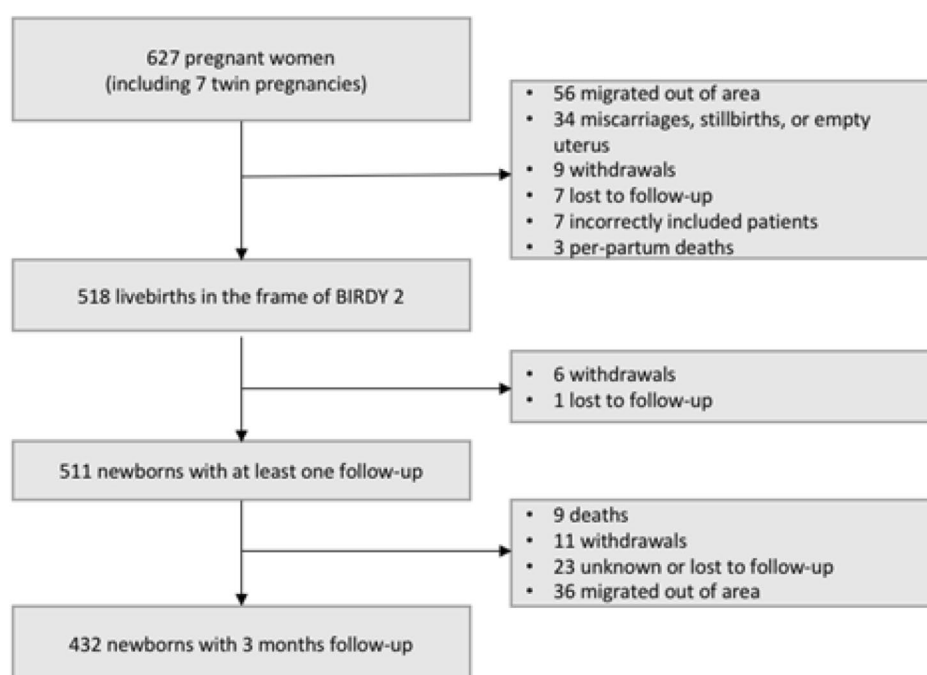 627 pregnant women
(including 7 twin pregnancies)
• 56 migrated out of area
• 34 miscarriages, stillbirths, or empty
uterus
• 9 withdrawals
• 7 lost to follow-up
• 7 incorrectly included patients
• 3 per-partum deaths
518 livebirths in the frame of BIRDY 2
• 6 withdrawals
• 1 lost to follow-up
511 newborns with at least one follow-up
• 9 deaths
• 11 withdrawals
• 23 unknown or lost to follow-up
• 36 migrated out of area
432 newborns with 3 months follow-up